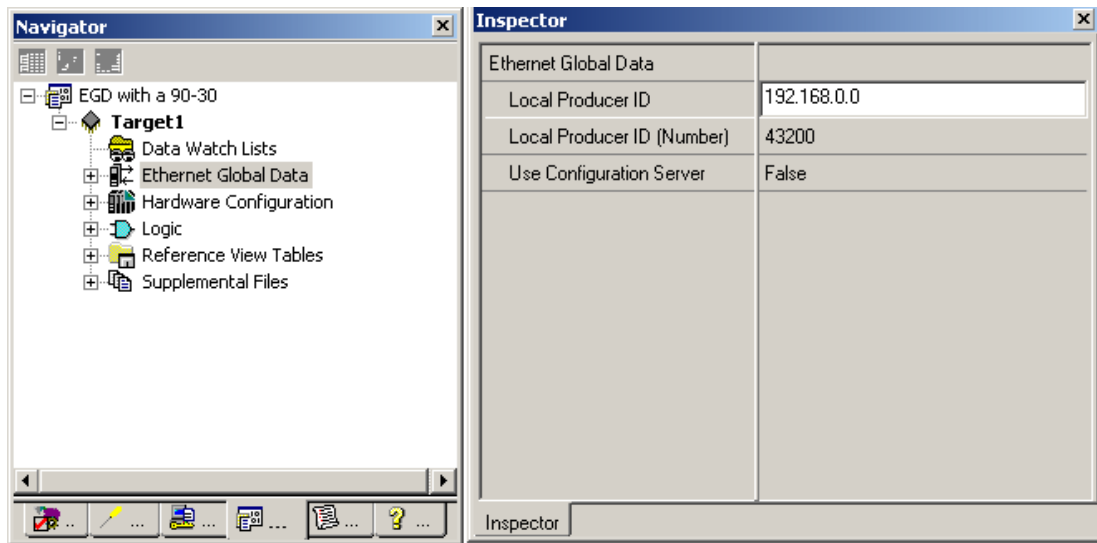 Navigator
EGD with a 90-30
Target1
Data Watch Lists
Ethernet Global Data
Hardware Configuration
Logic
Reference View Tables
Supplemental Files
.. ... ... ... ... ...
Inspector
Ethernet Global Data
Local Producer ID 192.168.0.0
Local Producer ID (Number) 43200
Use Configuration Server False
Inspector